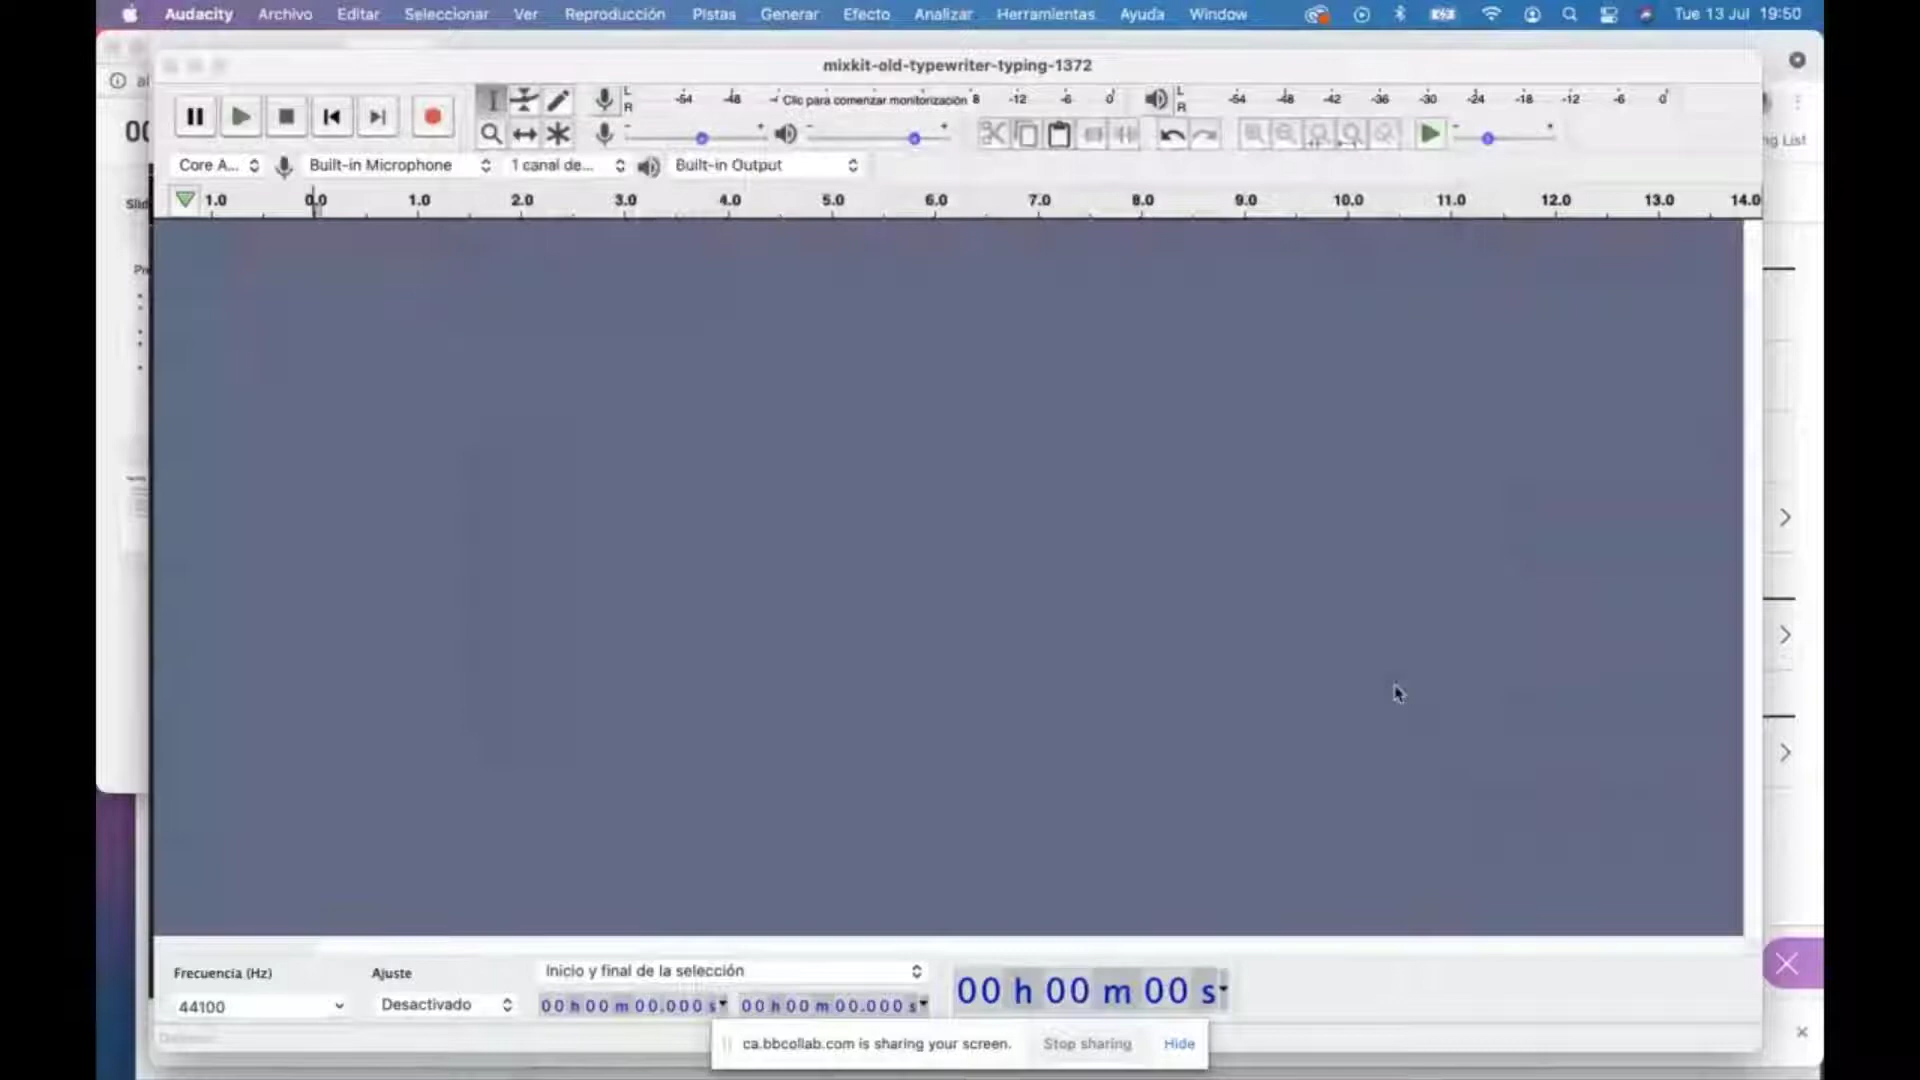 Audacity Archivo Editar Seleccionar Ver Reproducción Pistas Generar Efecto Analizar Herramientas Ayuda Window Tue 13 Jul 19:50
mixkit-old-typewriter-typing-1372
L
R
-54 -48 -4 Clic para comenzar monitorización 8 -12 -6 0
L
R
-54 -48 -42 -36 -30 -24 -18 -12 -6 0
- + - + - +
Core A... Built-in Microphone 1 canal de... Built-in Output
1.0 0.0 1.0 2.0 3.0 4.0 5.0 6.0 7.0 8.0 9.0 10.0 11.0 12.0 13.0 14.0
Frecuencia (Hz) Ajuste Inicio y final de la selección
44100 Desactivado 00 h 00 m 00.000 s 00 h 00 m 00.000 s 00 h 00 m 00 s
ca.bbcollab.com is sharing your screen. Stop sharing Hide